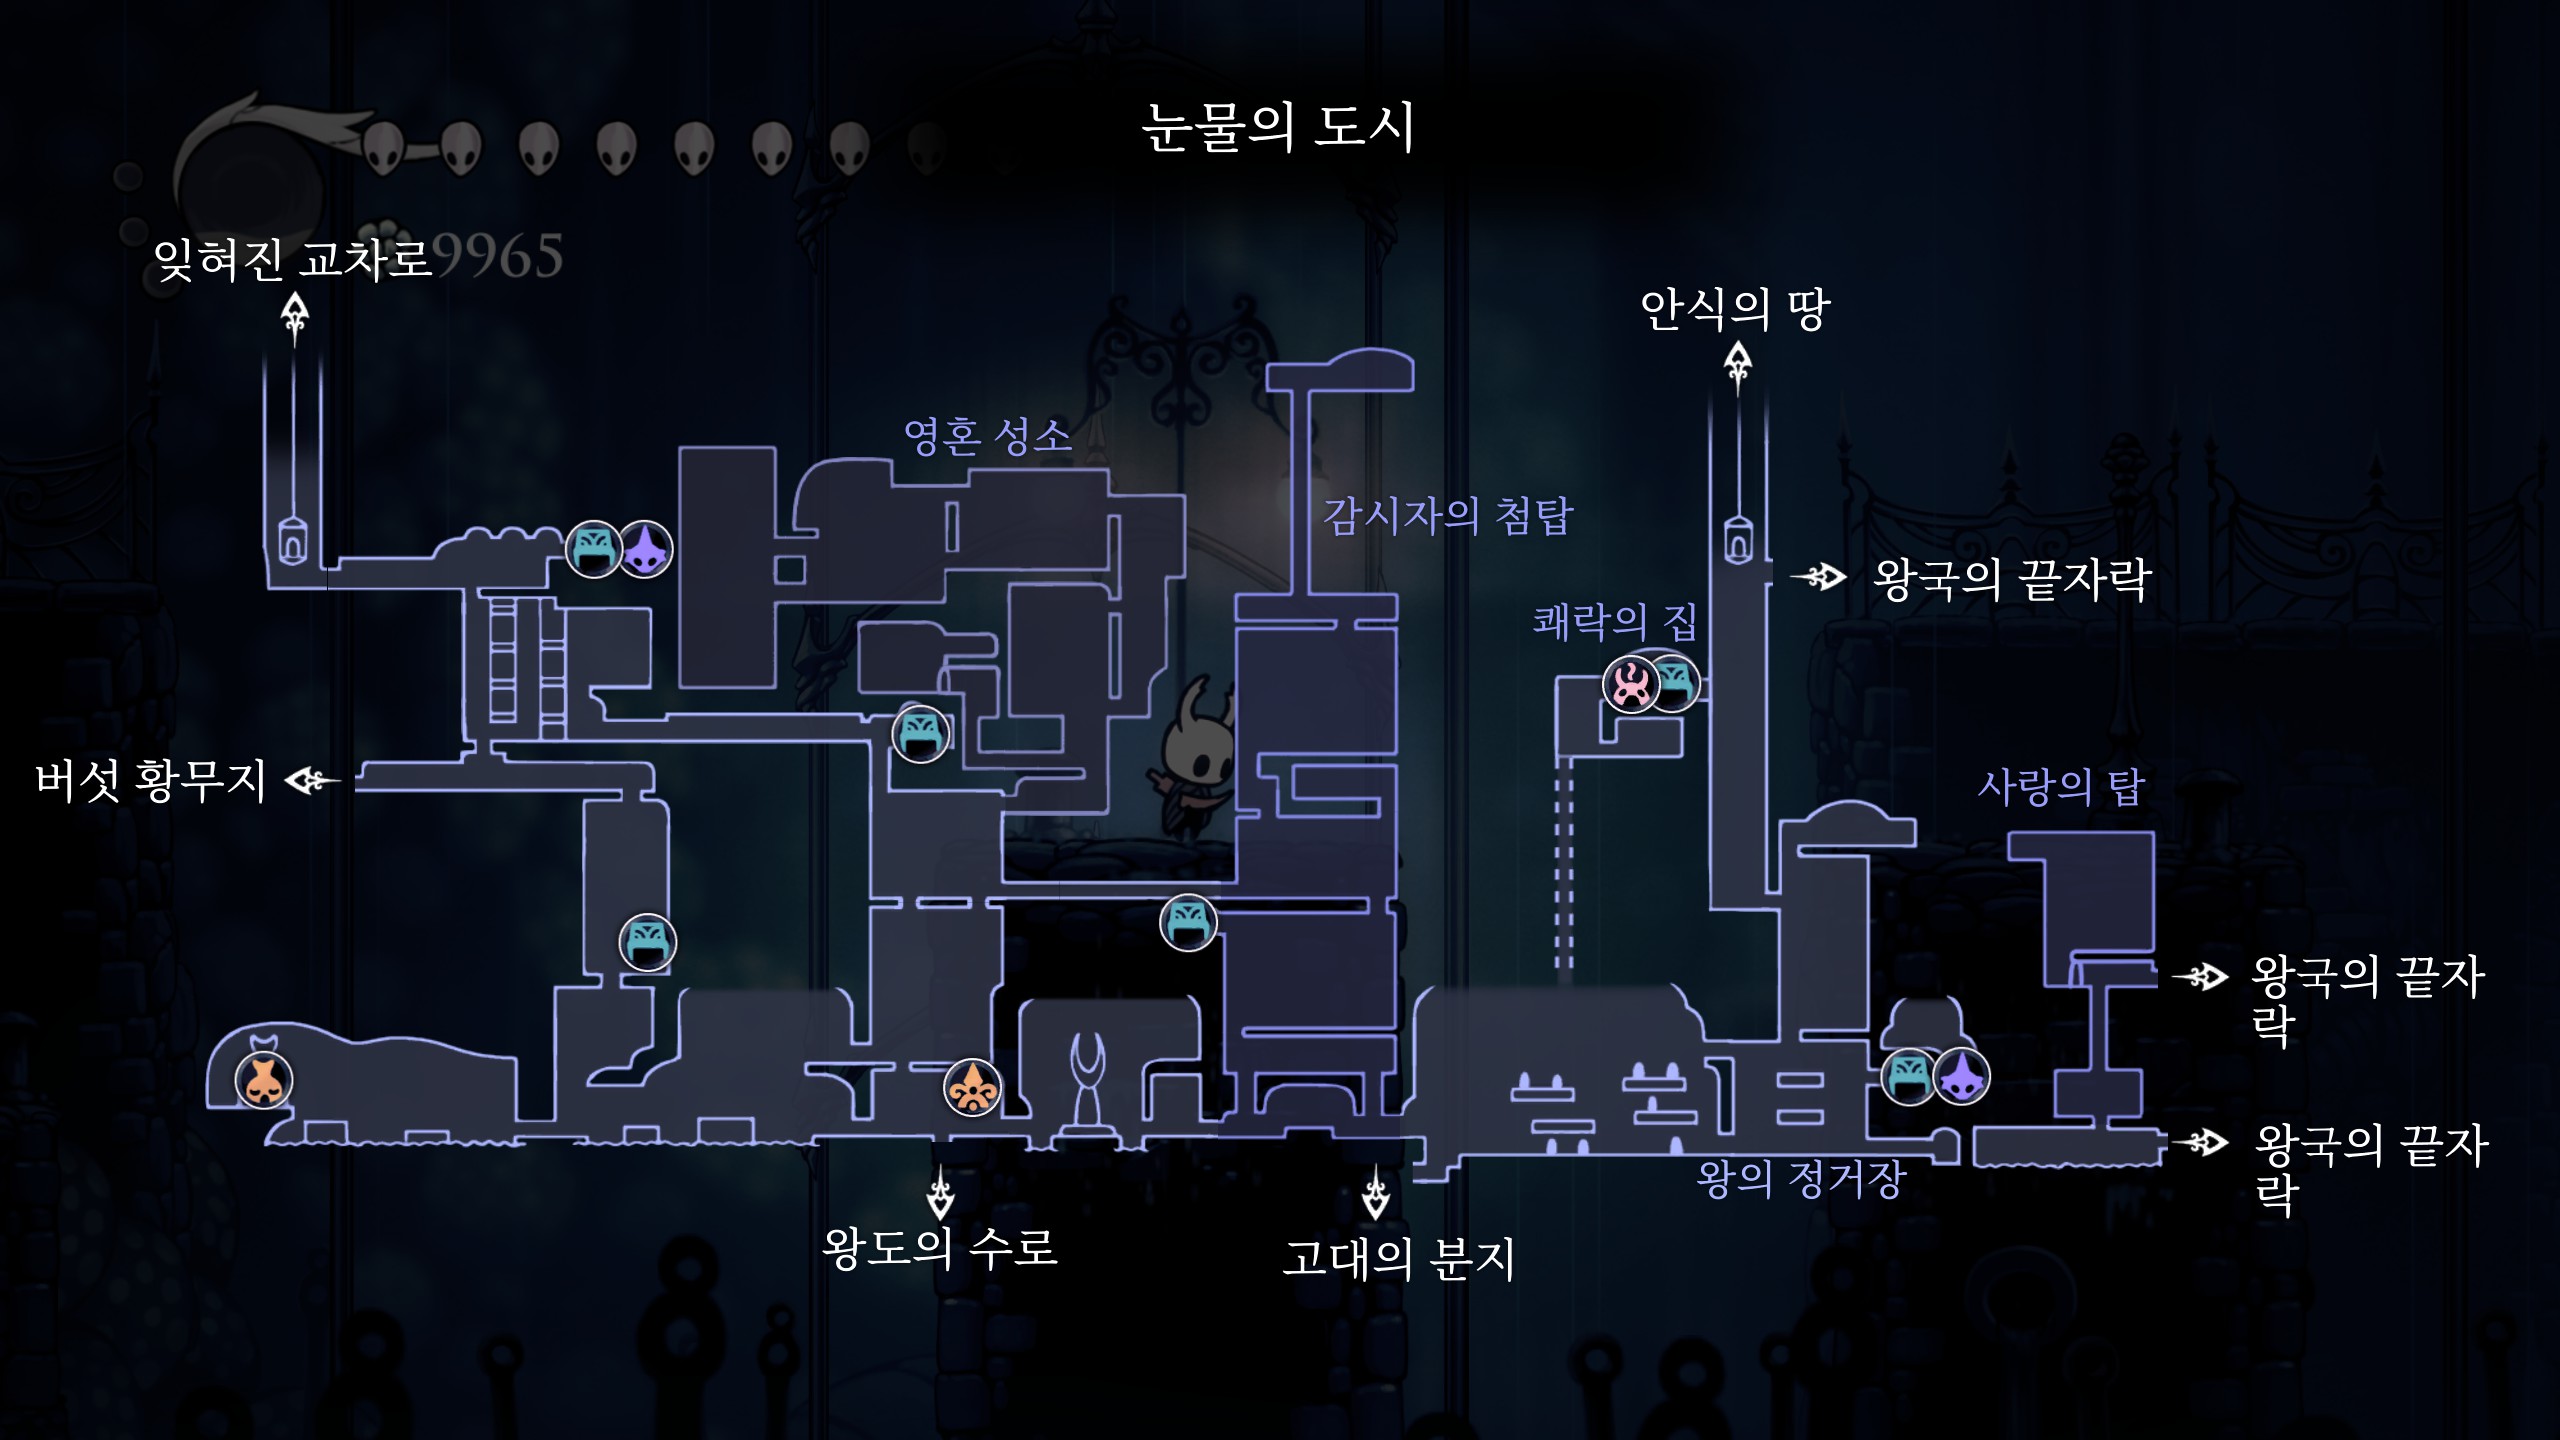 눈물의 도시
잊혀진 교차로
9965
안식의 땅
영혼 성소
감시자의 첨탑
왕국의 끝자락
쾌락의 집
버섯 황무지
사랑의 탑
왕국의 끝자
락
왕국의 끝자
락
왕의 정거장
왕도의 수로
고대의 분지